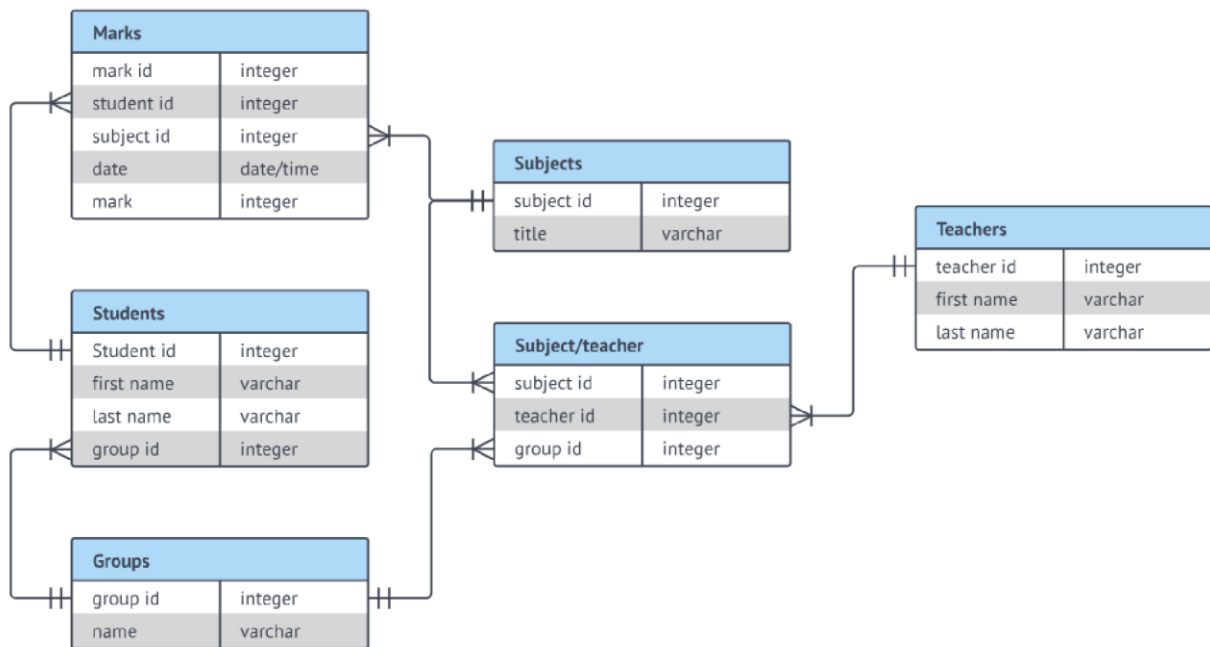 Marks
mark id integer
student id integer
subject id integer
date date/time
mark integer
Students
Student id integer
first name varchar
last name varchar
group id integer
Groups
group id integer
name varchar
Subjects
subject id integer
title varchar
Subject/teacher
subject id integer
teacher id integer
group id integer
Teachers
teacher id integer
first name varchar
last name varchar